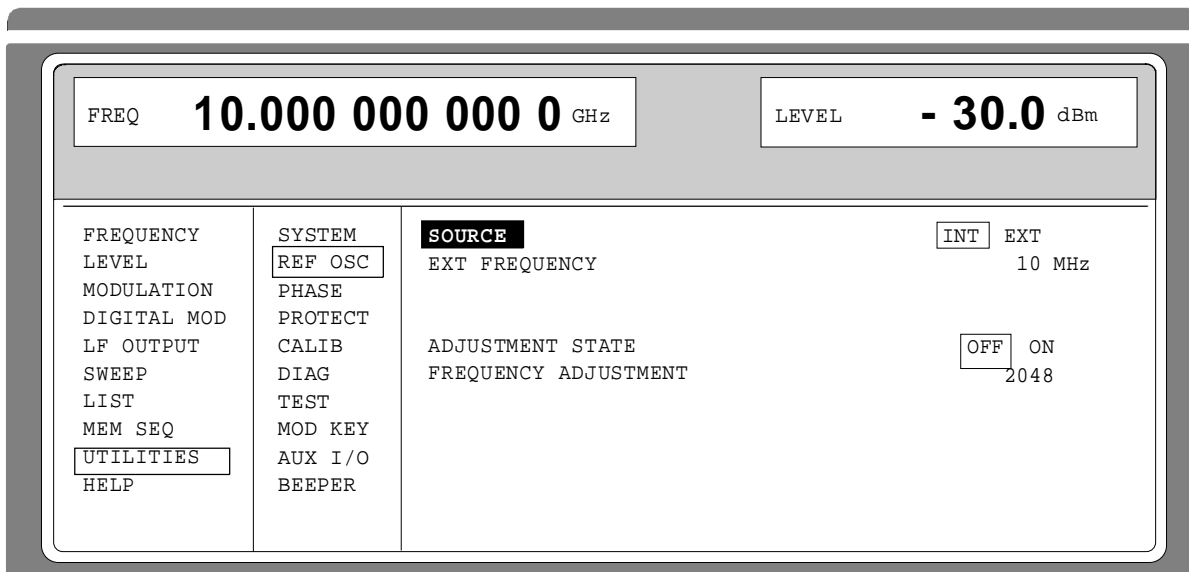 FREQ 10.000 000 000 0 GHz LEVEL - 30.0 dBm
FREQUENCY SYSTEM SOURCE INT EXT
LEVEL REF OSC EXT FREQUENCY 10 MHz
MODULATION PHASE
DIGITAL MOD PROTECT
LF OUTPUT CALIB ADJUSTMENT STATE OFF ON
SWEEP DIAG FREQUENCY ADJUSTMENT 2048
LIST TEST
MEM SEQ MOD KEY
UTILITIES AUX I/O
HELP BEEPER